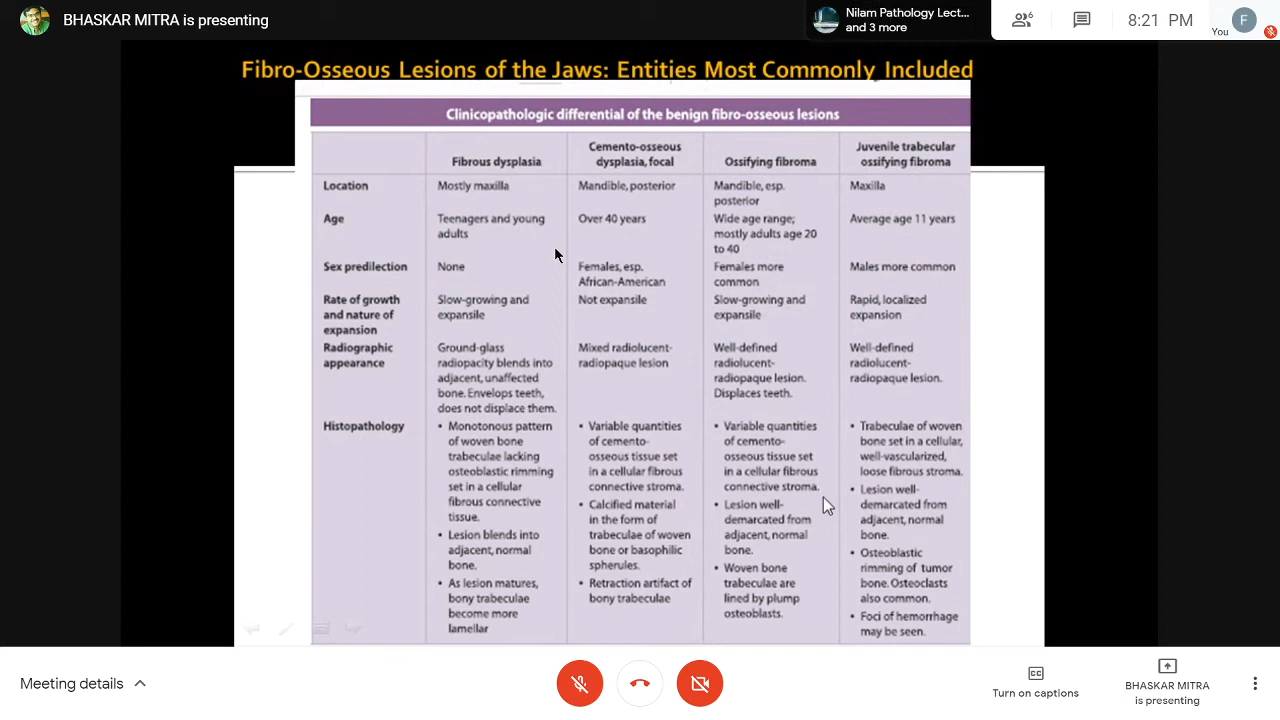 BHASKAR MITRA is presenting
Nilam Pathology Lect...
and 3 more
6
8:21 PM
You
F
Fibro-Osseous Lesions of the Jaws: Entities Most Commonly Included
Clinicopathologic differential of the benign fibro-osseous lesions
Fibrous dysplasia
Cemento-osseous
dysplasia, focal
Ossifying fibroma
Juvenile trabecular
ossifying fibroma
Location
Mostly maxilla
Mandible, posterior
Mandible, esp.
posterior
Maxilla
Age
Teenagers and young
adults
Over 40 years
Wide age range;
mostly adults age 20
to 40
Average age 11 years
Sex predilection
None
Females, esp.
African-American
Females more
common
Males more common
Rate of growth
and nature of
expansion
Slow-growing and
expansile
Not expansile
Slow-growing and
expansile
Rapid, localized
expansion
Radiographic
appearance
Ground-glass
radiopacity blends into
adjacent, unaffected
bone. Envelops teeth,
does not displace them.
Mixed radiolucent-
radiopaque lesion
Well-defined
radiolucent-
radiopaque lesion.
Displaces teeth.
Well-defined
radiolucent-
radiopaque lesion.
Histopathology
• Monotonous pattern
of woven bone
trabeculae lacking
osteoblastic rimming
set in a cellular
fibrous connective
tissue.
• Lesion blends into
adjacent, normal
bone.
• As lesion matures,
bony trabeculae
become more
lamellar
• Variable quantities
of cemento-
osseous tissue set
in a cellular fibrous
connective stroma.
• Calcified material
in the form of
trabeculae of woven
bone or basophilic
spherules.
• Retraction artifact of
bony trabeculae
• Variable quantities
of cemento-
osseous tissue set
in a cellular fibrous
connective stroma.
• Lesion well-
demarcated from
adjacent, normal
bone.
• Woven bone
trabeculae are
lined by plump
osteoblasts.
• Trabeculae of woven
bone set in a cellular,
well-vascularized,
loose fibrous stroma.
• Lesion well-
demarcated from
adjacent, normal
bone.
• Osteoblastic
rimming of tumor
bone. Osteoclasts
also common.
• Foci of hemorrhage
may be seen.
Meeting details
CC
Turn on captions
BHASKAR MITRA
is presenting